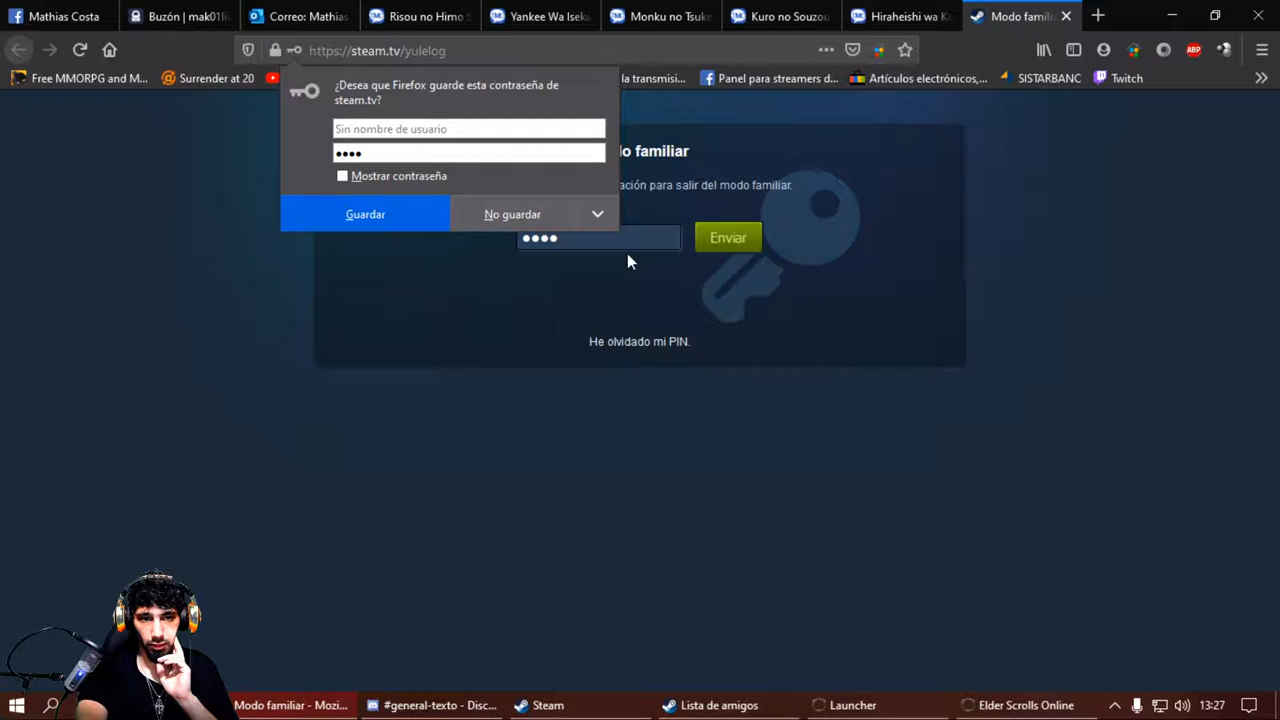 Mathias Costa
Buzón | mak01li
Correo: Mathias
Risou no Himo S
Yankee Wa Iseka
Monku no Tsuke
Kuro no Souzou
Hiraheishi wa Ka
Modo famili
https://steam.tv/yulelog
Free MMORPG and M...
Surrender at 20
la transmisi...
Panel para streamers d...
Artículos electrónicos,...
SISTARBANC
Twitch
ABP
¿Desea que Firefox guarde esta contraseña de
steam.tv?
Sin nombre de usuario
••••
Mostrar contraseña
Guardar
No guardar
do familiar
ación para salir del modo familiar.
••••
Enviar
He olvidado mi PIN.
Modo familiar - Mozi...
#general-texto - Disc...
Steam
Lista de amigos
Launcher
Elder Scrolls Online
13:27